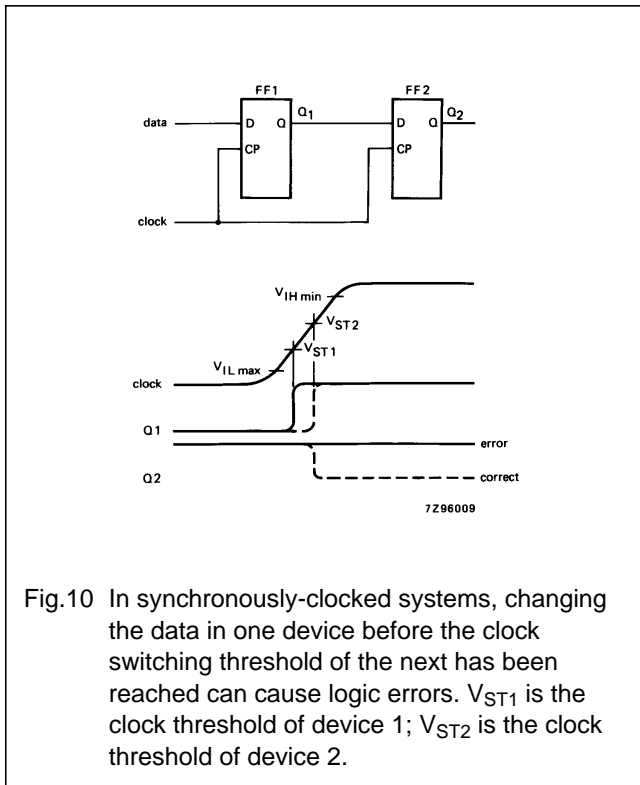 FF1
FF2
data
D
Q
Q1
D
Q
Q2
CP
CP
clock
VIH min
VST2
VST1
VIL max
clock
Q1
error
Q2
correct
7Z96009
Fig.10 In synchronously-clocked systems, changing
the data in one device before the clock
switching threshold of the next has been
reached can cause logic errors. VST1 is the
clock threshold of device 1; VST2 is the clock
threshold of device 2.